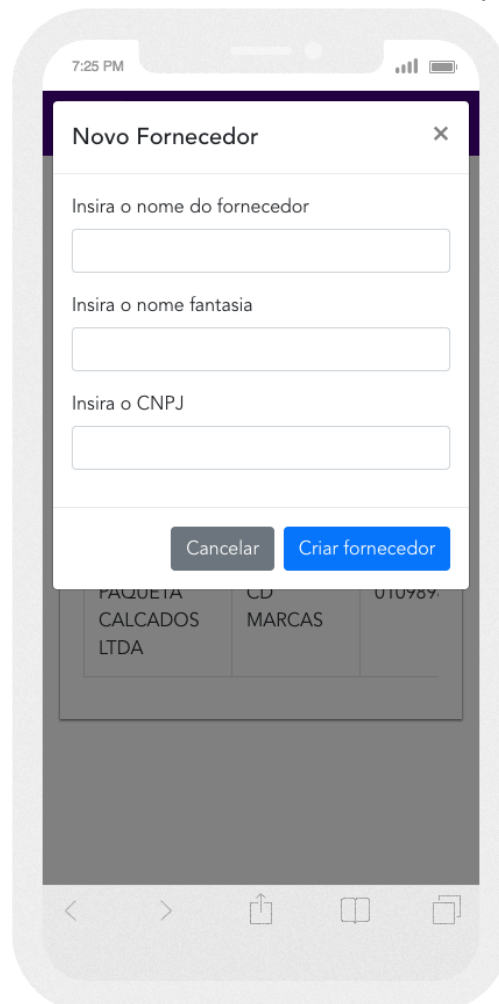 7:25 PM
Novo Fornecedor ×
Insira o nome do fornecedor
Insira o nome fantasia
Insira o CNPJ
Cancelar Criar fornecedor
PAQUETA CD
CALCADOS MARCAS
LTDA